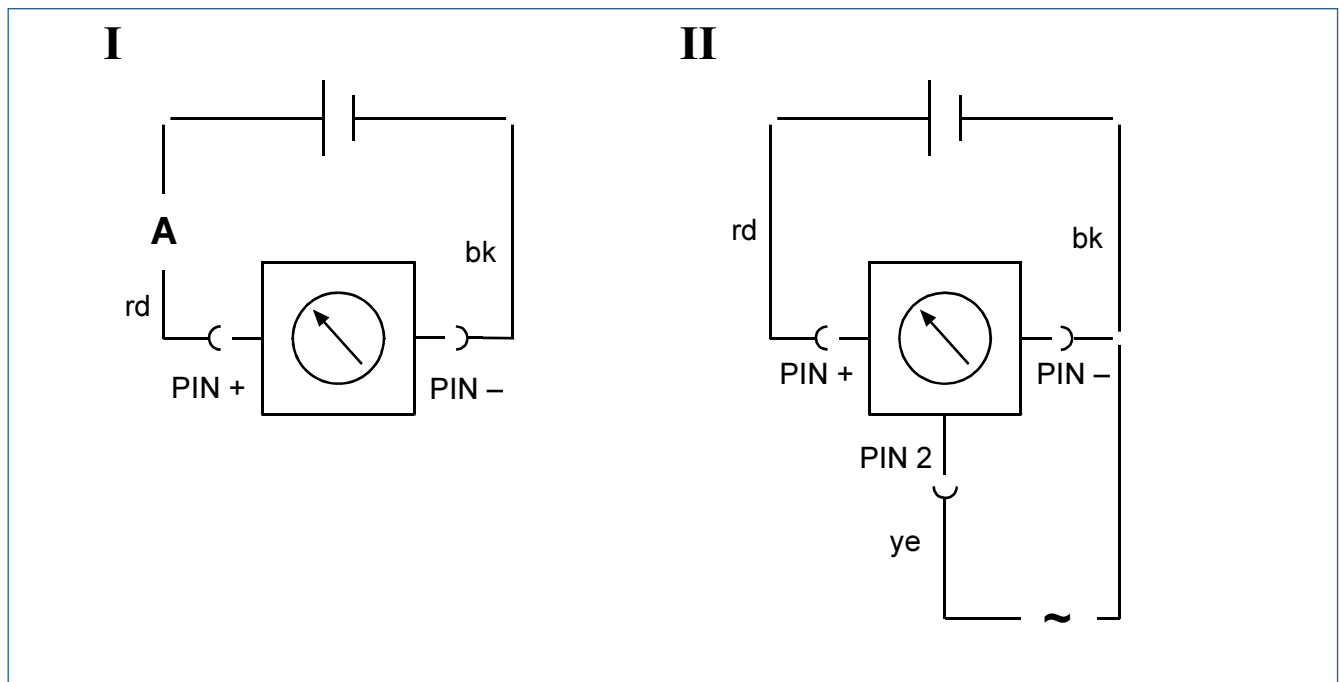 I
A
bk
rd
PIN +
PIN –
II
rd
bk
PIN +
PIN –
PIN 2
ye
~